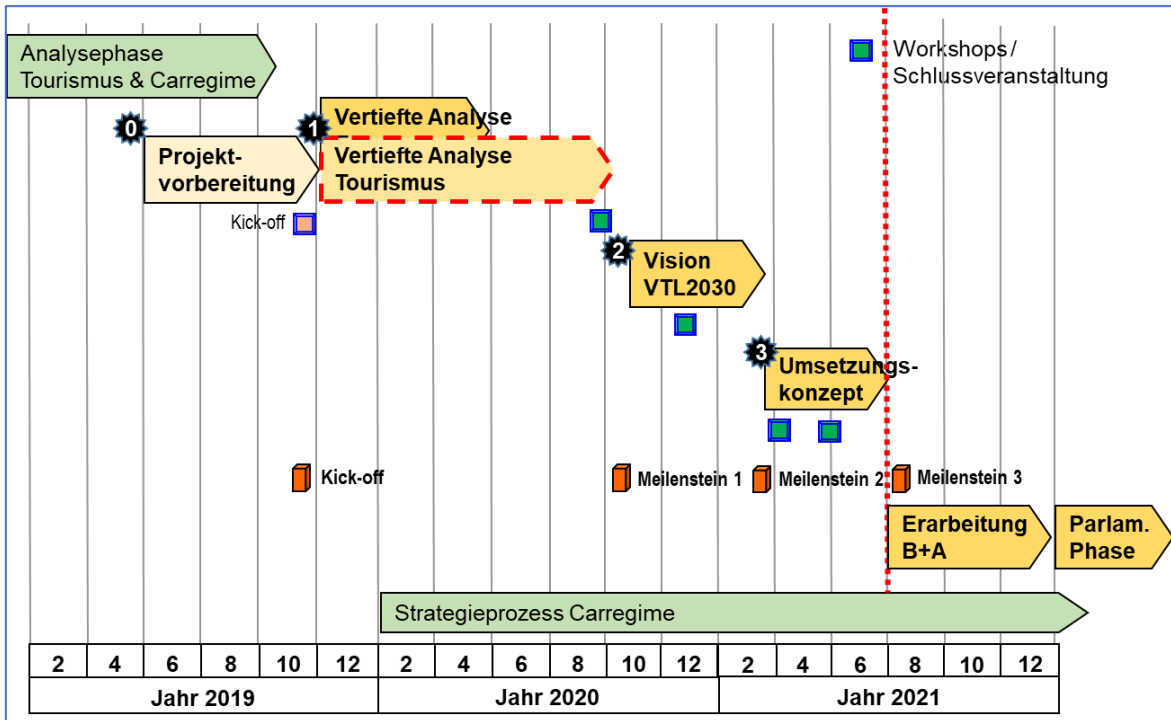 Analysephase
Tourismus & Carregime
Workshops/
Schlussveranstaltung
0
1
Vertiefte Analyse
Projekt-
vorbereitung
Vertiefte Analyse
Tourismus
Kick-off
2
Vision
VTL2030
3
Umsetzungs-
konzept
Kick-off
Meilenstein 1
Meilenstein 2
Meilenstein 3
Erarbeitung
B+A
Parlam.
Phase
Strategieprozess Carregime
2 4 6 8 10 12 2 4 6 8 10 12 2 4 6 8 10 12
Jahr 2019 Jahr 2020 Jahr 2021